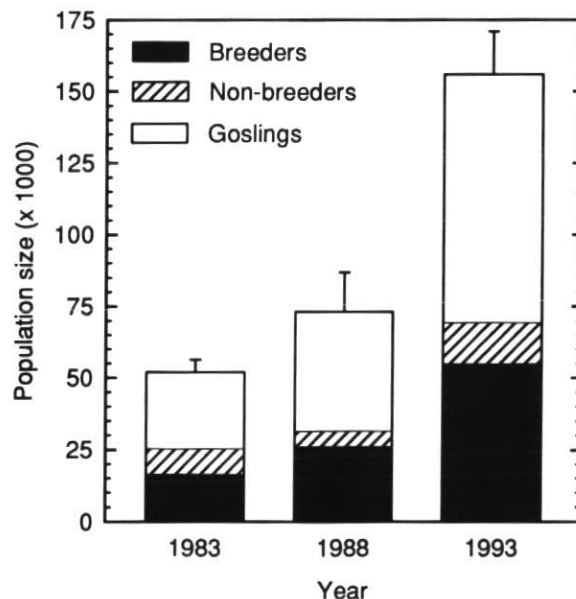 175
150
125
100
75
50
25
0
Population size (x 1000)
Breeders
Non-breeders
Goslings
1983 1988 1993
Year